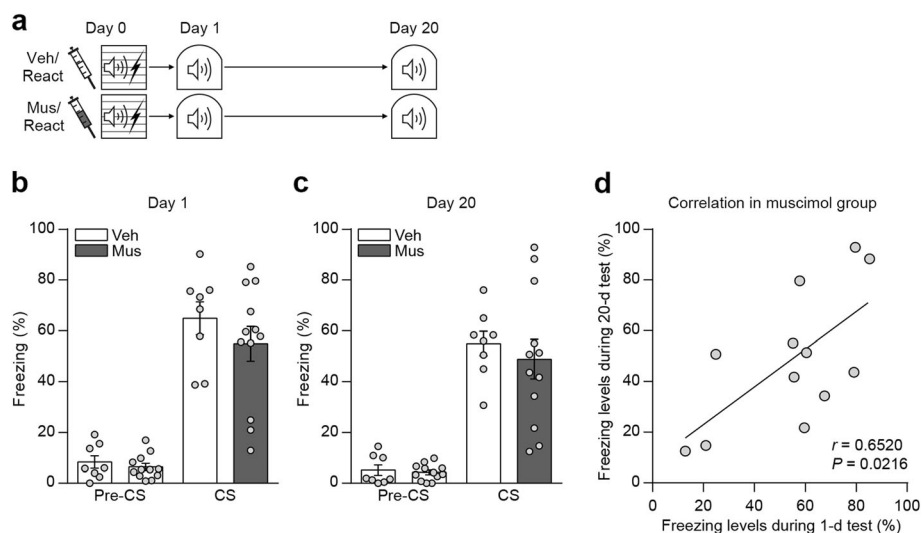 a
Day 0 Day 1 Day 20
Veh/
React
Mus/
React
b
Day 1
Veh
Mus
Freezing (%)
100
80
60
40
20
0
Pre-CS CS
c
Day 20
Veh
Mus
Freezing (%)
100
80
60
40
20
0
Pre-CS CS
d
Correlation in muscimol group
Freezing levels during 20-d test (%)
100
80
60
40
20
0
r = 0.6520
P = 0.0216
0 20 40 60 80 100
Freezing levels during 1-d test (%)